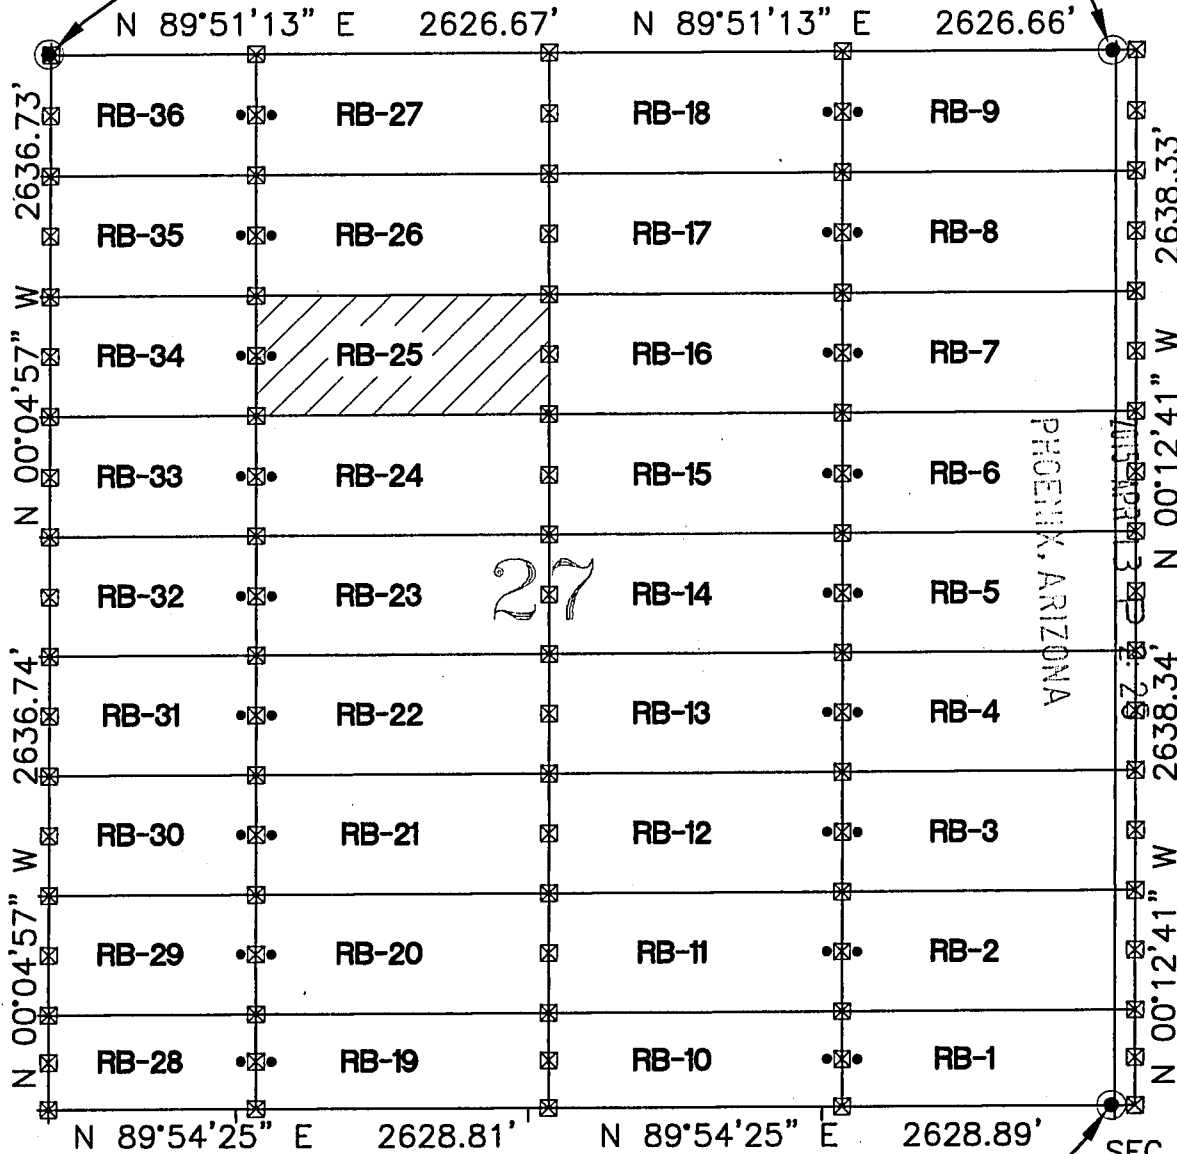 N 89°51'13" E 2626.67' N 89°51'13" E 2626.66'
2636.73'
N 00°04'57" W
2636.74'
N 00°04'57" W
RB-36 RB-27 RB-18 RB-9
RB-35 RB-26 RB-17 RB-8
RB-34 RB-25 RB-16 RB-7
RB-33 RB-24 RB-15 RB-6
RB-32 RB-23 RB-14 RB-5
27
RB-31 RB-22 RB-13 RB-4
RB-30 RB-21 RB-12 RB-3
RB-29 RB-20 RB-11 RB-2
RB-28 RB-19 RB-10 RB-1
2638.33'
N 00°12'41" W
2638.34'
N 00°12'41" W
PHOENIX, ARIZONA
N 89°54'25" E 2628.81' N 89°54'25" E 2628.89'
SEC